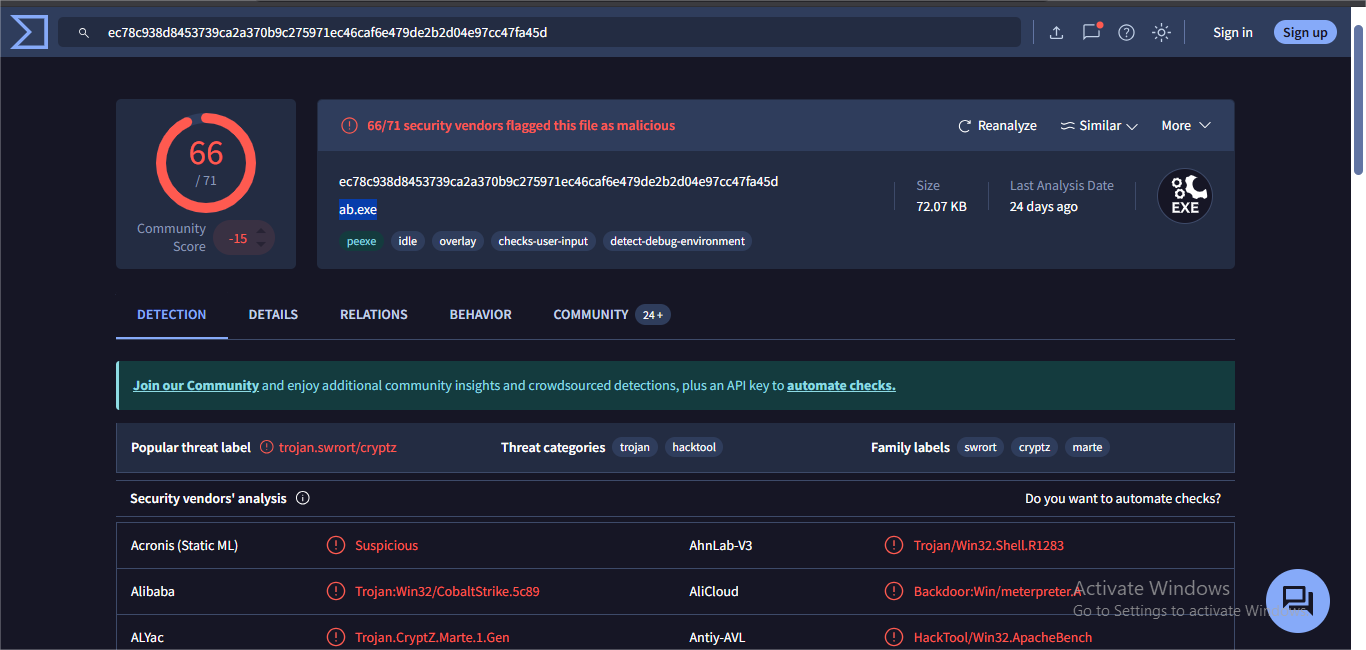 ec78c938d8453739ca2a370b9c275971ec46caf6e479de2b2d04e97cc47fa45d
Sign in
Sign up
66
/ 71
Community
Score
-15
66/71 security vendors flagged this file as malicious
Reanalyze
Similar
More
ec78c938d8453739ca2a370b9c275971ec46caf6e479de2b2d04e97cc47fa45d
ab.exe
Size
72.07 KB
Last Analysis Date
24 days ago
EXE
peexe idle overlay checks-user-input detect-debug-environment
DETECTION DETAILS RELATIONS BEHAVIOR COMMUNITY 24 +
Join our Community and enjoy additional community insights and crowdsourced detections, plus an API key to automate checks.
Popular threat label trojan.swrort/cryptz Threat categories trojan hacktool Family labels swrort cryptz marte
Security vendors' analysis Do you want to automate checks?
Acronis (Static ML) Suspicious AhnLab-V3 Trojan/Win32.Shell.R1283
Alibaba Trojan:Win32/CobaltStrike.5c89 AliCloud Backdoor:Win/meterpreter.A
Activate Windows
Go to Settings to activate
ALYac Trojan.CryptZ.Marte.1.Gen Antiy-AVL HackTool/Win32.ApacheBench